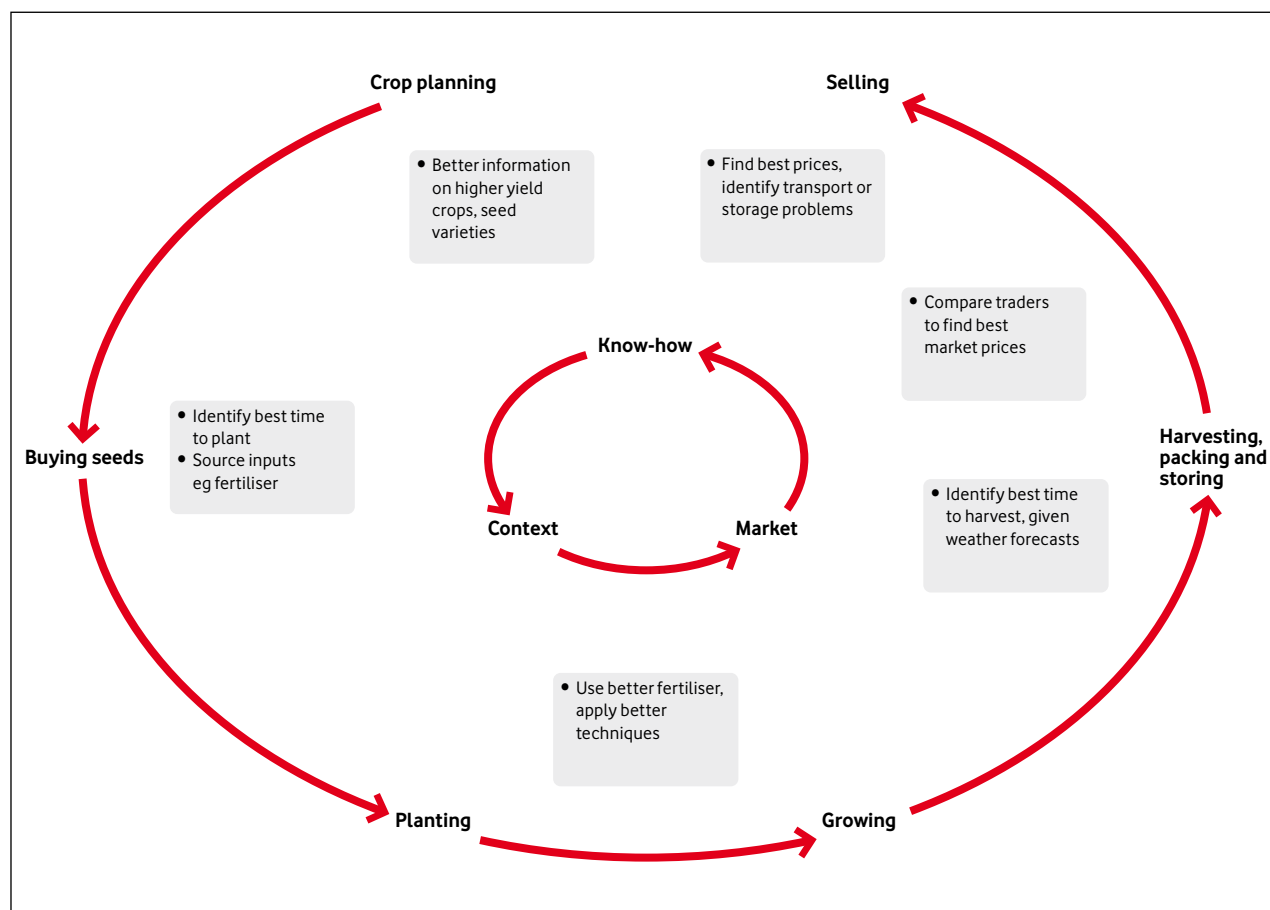 Crop planning
Selling
• Better information
on higher yield
crops, seed
varieties
• Find best prices,
identify transport or
storage problems
• Compare traders
to find best
market prices
Know-how
• Identify best time
to plant
• Source inputs
eg fertiliser
Buying seeds
Harvesting,
packing and
storing
• Identify best time
to harvest, given
weather forecasts
Context
Market
• Use better fertiliser,
apply better
techniques
Planting
Growing